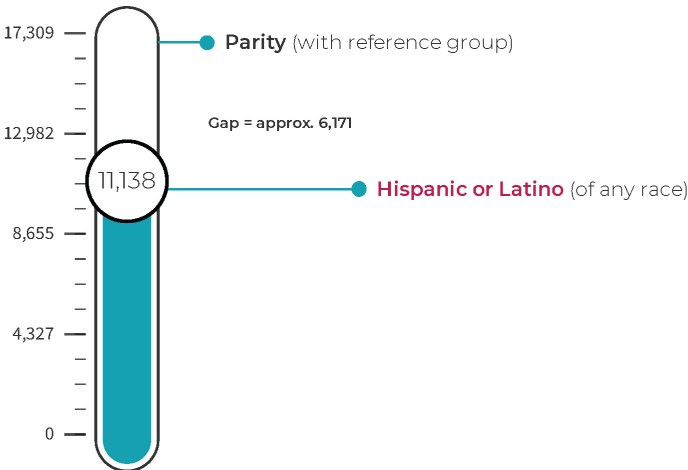 17,309
Parity (with reference group)
Gap = approx. 6,171
12,982
11,138
Hispanic or Latino (of any race)
8,655
4,327
0